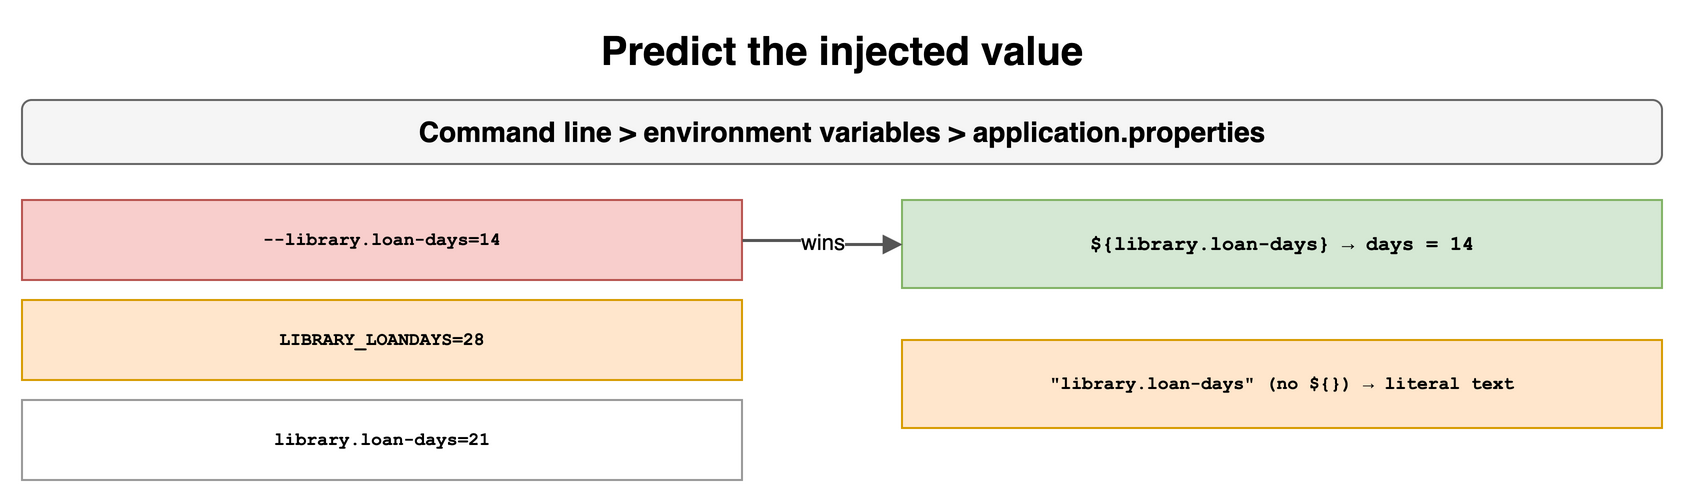 Predict the injected value
Command line > environment variables > application.properties
--library.loan-days=14
wins
${library.loan-days} → days = 14
LIBRARY_LOANDAYS=28
"library.loan-days" (no ${}) → literal text
library.loan-days=21